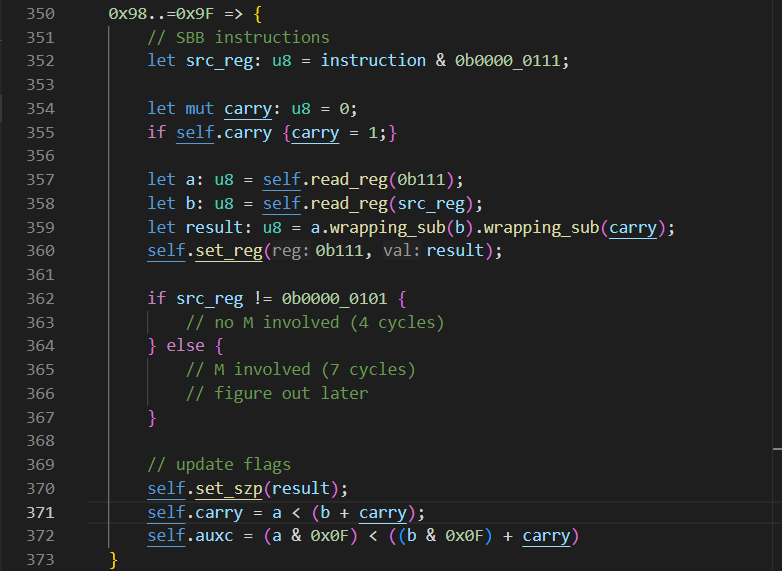 350 0x98..=0x9F => {
351 // SBB instructions
352 let src_reg: u8 = instruction & 0b0000_0111;
353
354 let mut carry: u8 = 0;
355 if self.carry {carry = 1;}
356
357 let a: u8 = self.read_reg(0b111);
358 let b: u8 = self.read_reg(src_reg);
359 let result: u8 = a.wrapping_sub(b).wrapping_sub(carry);
360 self.set_reg(reg: 0b111, val: result);
361
362 if src_reg != 0b0000_0101 {
363 // no M involved (4 cycles)
364 } else {
365 // M involved (7 cycles)
366 // figure out later
367 }
368
369 // update flags
370 self.set_szp(result);
371 self.carry = a < (b + carry);
372 self.auxc = (a & 0x0F) < ((b & 0x0F) + carry)
373 }